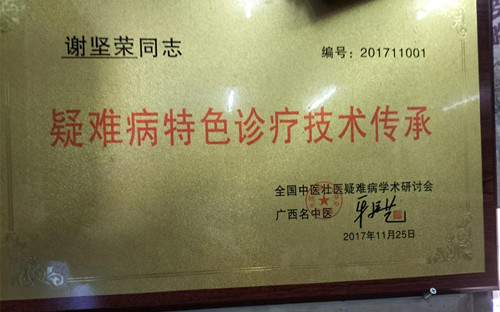 谢坚荣同志
编号：201711001
疑难病特色诊疗技术传承
全国中医壮医疑难病学术研讨会
广西名中医
2017年11月25日